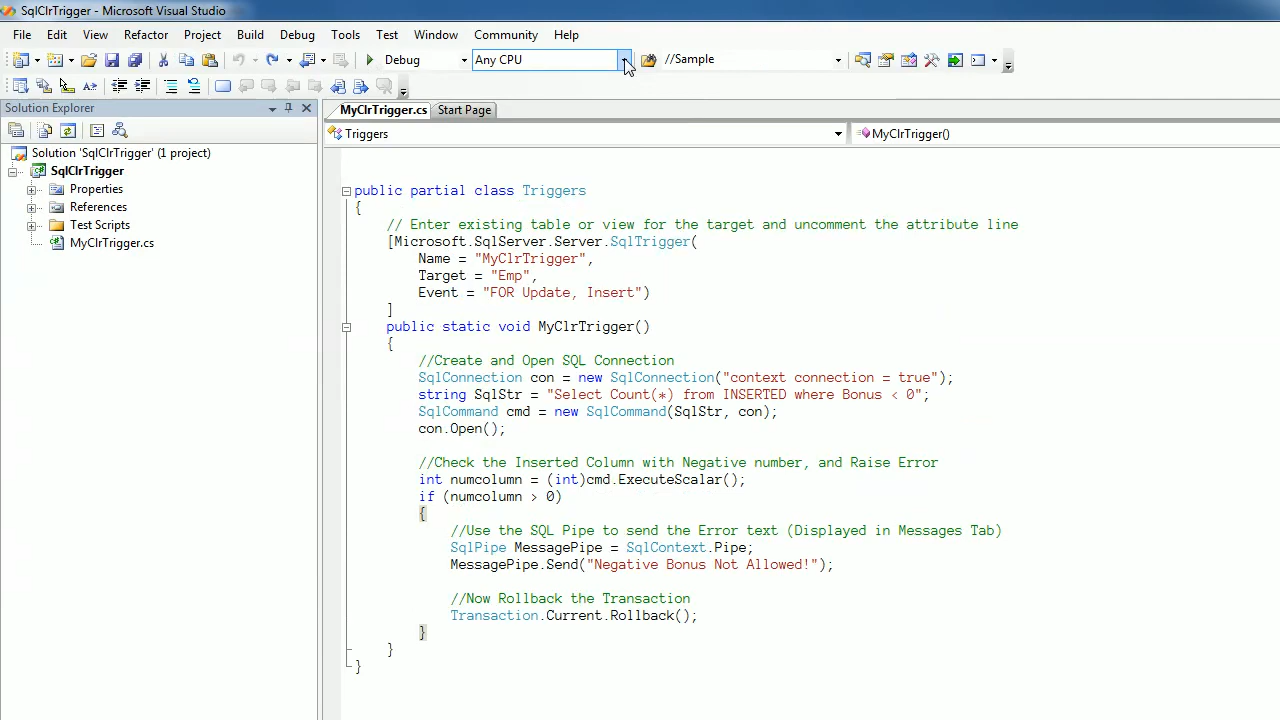 SqlClrTrigger - Microsoft Visual Studio
File Edit View Refactor Project Build Debug Tools Test Window Community Help
Debug Any CPU //Sample
Solution Explorer
MyClrTrigger.cs Start Page
Triggers MyClrTrigger()
Solution 'SqlClrTrigger' (1 project)
SqlClrTrigger
Properties
References
Test Scripts
MyClrTrigger.cs
public partial class Triggers
{
// Enter existing table or view for the target and uncomment the attribute line
[Microsoft.SqlServer.Server.SqlTrigger(
Name = "MyClrTrigger",
Target = "Emp",
Event = "FOR Update, Insert")
]
public static void MyClrTrigger()
{
//Create and Open SQL Connection
SqlConnection con = new SqlConnection("context connection = true");
string SqlStr = "Select Count(*) from INSERTED where Bonus < 0";
SqlCommand cmd = new SqlCommand(SqlStr, con);
con.Open();
//Check the Inserted Column with Negative number, and Raise Error
int numcolumn = (int)cmd.ExecuteScalar();
if (numcolumn > 0)
{
//Use the SQL Pipe to send the Error text (Displayed in Messages Tab)
SqlPipe MessagePipe = SqlContext.Pipe;
MessagePipe.Send("Negative Bonus Not Allowed!");
//Now Rollback the Transaction
Transaction.Current.Rollback();
}
}
}